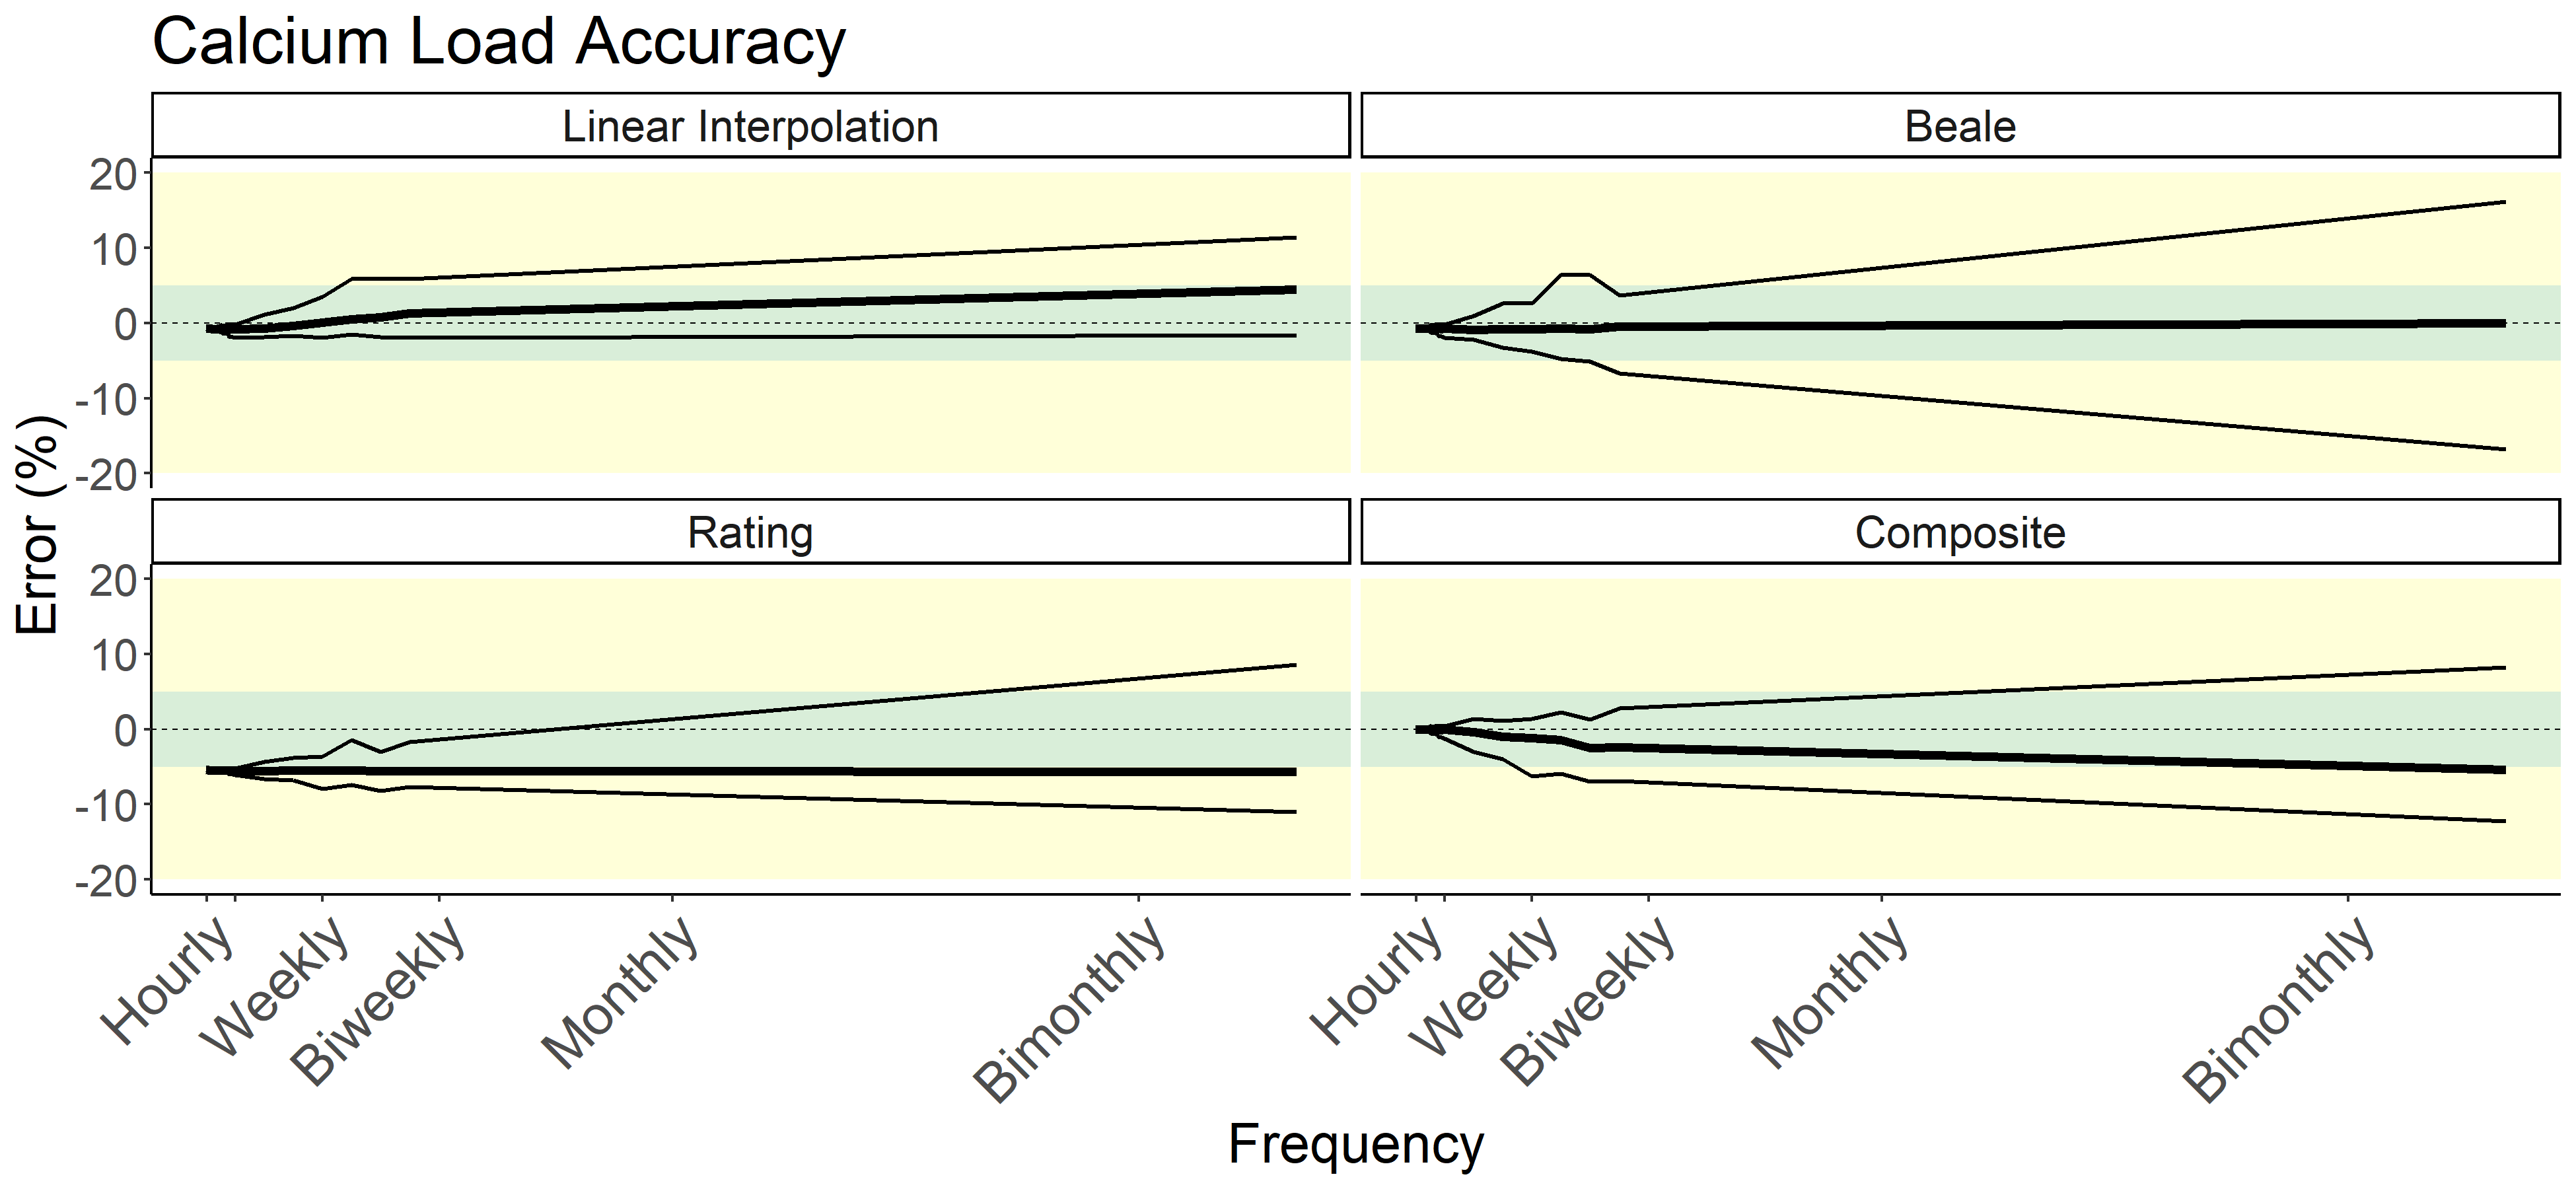 Calcium Load Accuracy
Linear Interpolation
Beale
20
10
0
-10
-20
Rating
Composite
20
10
0
-10
-20
Error (%)
Hourly
Weekly
Biweekly
Monthly
Bimonthly
Hourly
Weekly
Biweekly
Monthly
Bimonthly
Frequency